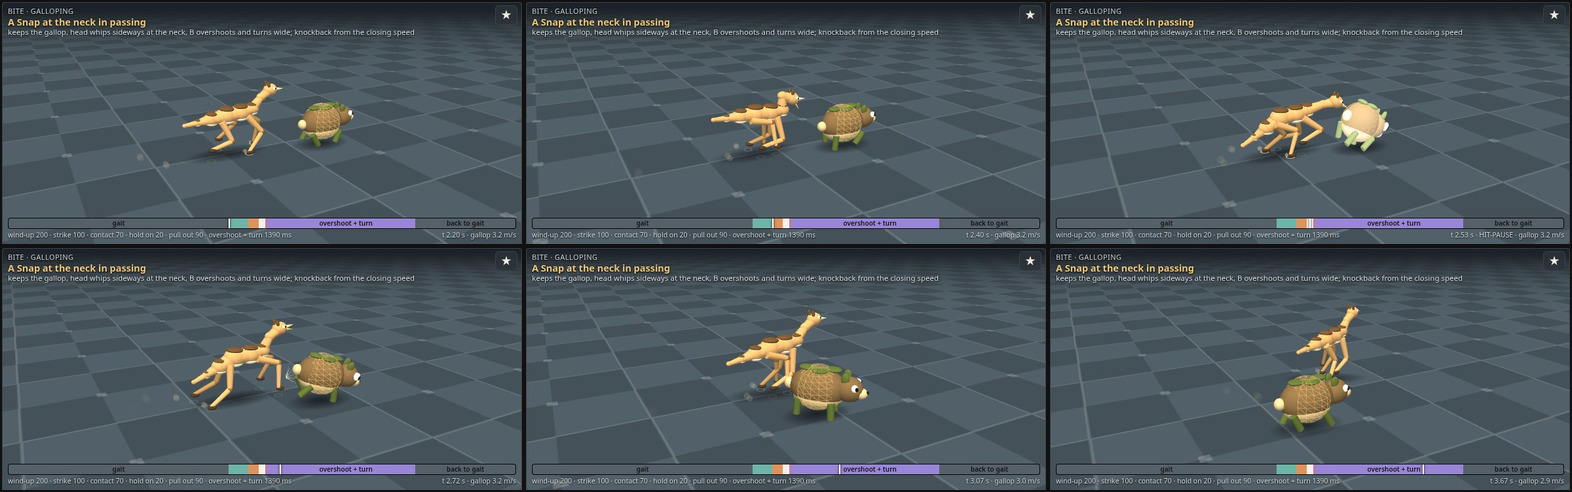 BITE · GALLOPING
A Snap at the neck in passing
keeps the gallop, head whips sideways at the neck, B overshoots and turns wide; knockback from the closing speed
gait
overshoot + turn
back to gait
wind-up 200 · strike 100 · contact 70 · hold on 20 · pull out 90 · overshoot + turn 1390 ms
t 2.20 s · gallop 3.2 m/s
BITE · GALLOPING
A Snap at the neck in passing
keeps the gallop, head whips sideways at the neck, B overshoots and turns wide; knockback from the closing speed
gait
overshoot + turn
back to gait
wind-up 200 · strike 100 · contact 70 · hold on 20 · pull out 90 · overshoot + turn 1390 ms
t 2.40 s · gallop 3.2 m/s
BITE · GALLOPING
A Snap at the neck in passing
keeps the gallop, head whips sideways at the neck, B overshoots and turns wide; knockback from the closing speed
gait
overshoot + turn
back to gait
wind-up 200 · strike 100 · contact 70 · hold on 20 · pull out 90 · overshoot + turn 1390 ms
t 2.53 s · HIT-PAUSE · gallop 3.2 m/s
BITE · GALLOPING
A Snap at the neck in passing
keeps the gallop, head whips sideways at the neck, B overshoots and turns wide; knockback from the closing speed
gait
overshoot + turn
back to gait
wind-up 200 · strike 100 · contact 70 · hold on 20 · pull out 90 · overshoot + turn 1390 ms
t 2.72 s · gallop 3.2 m/s
BITE · GALLOPING
A Snap at the neck in passing
keeps the gallop, head whips sideways at the neck, B overshoots and turns wide; knockback from the closing speed
gait
overshoot + turn
back to gait
wind-up 200 · strike 100 · contact 70 · hold on 20 · pull out 90 · overshoot + turn 1390 ms
t 3.07 s · gallop 3.0 m/s
BITE · GALLOPING
A Snap at the neck in passing
keeps the gallop, head whips sideways at the neck, B overshoots and turns wide; knockback from the closing speed
gait
overshoot + turn
back to gait
wind-up 200 · strike 100 · contact 70 · hold on 20 · pull out 90 · overshoot + turn 1390 ms
t 3.67 s · gallop 2.9 m/s